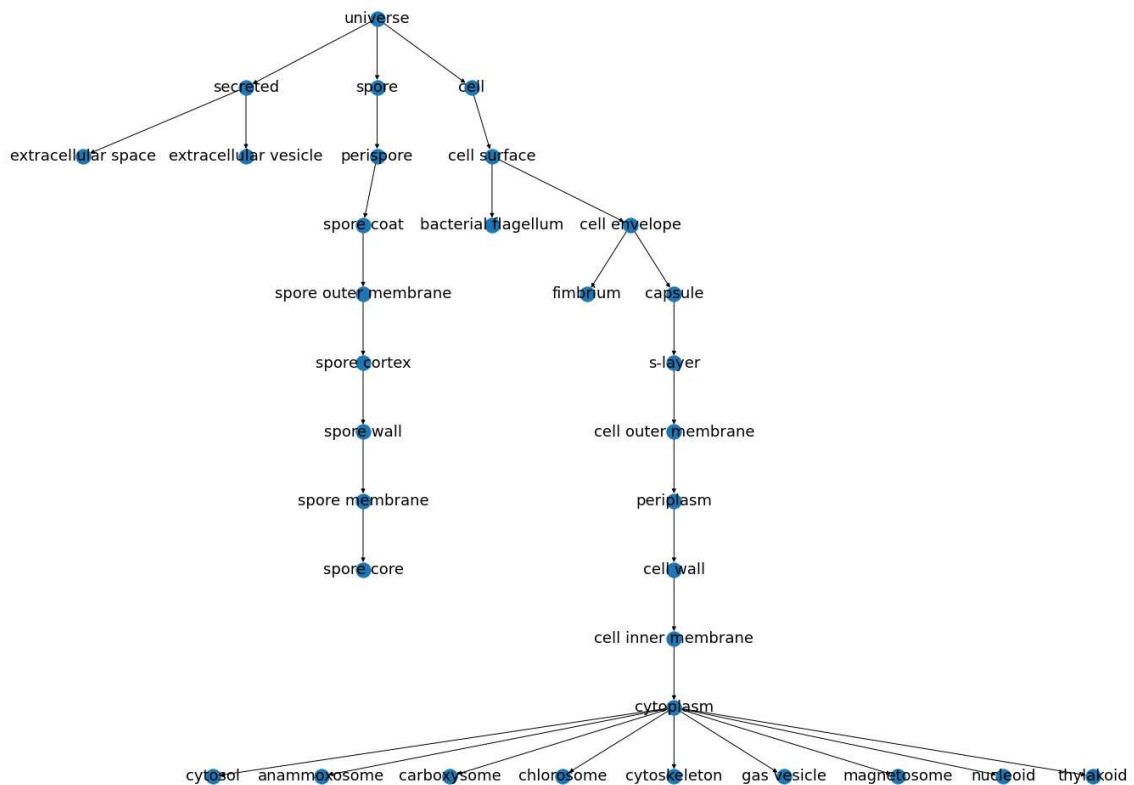 universe
secreted
spore
cell
extracellular space
extracellular vesicle
perispore
cell surface
spore coat
bacterial flagellum
cell envelope
spore outer membrane
fimbrium
capsule
spore cortex
s-layer
spore wall
cell outer membrane
spore membrane
periplasm
spore core
cell wall
cell inner membrane
cytoplasm
cytosol
anammoxosome
carboxysome
chlorosome
cytoskeleton
gas vesicle
magnetosome
nucleoid
thylakoid